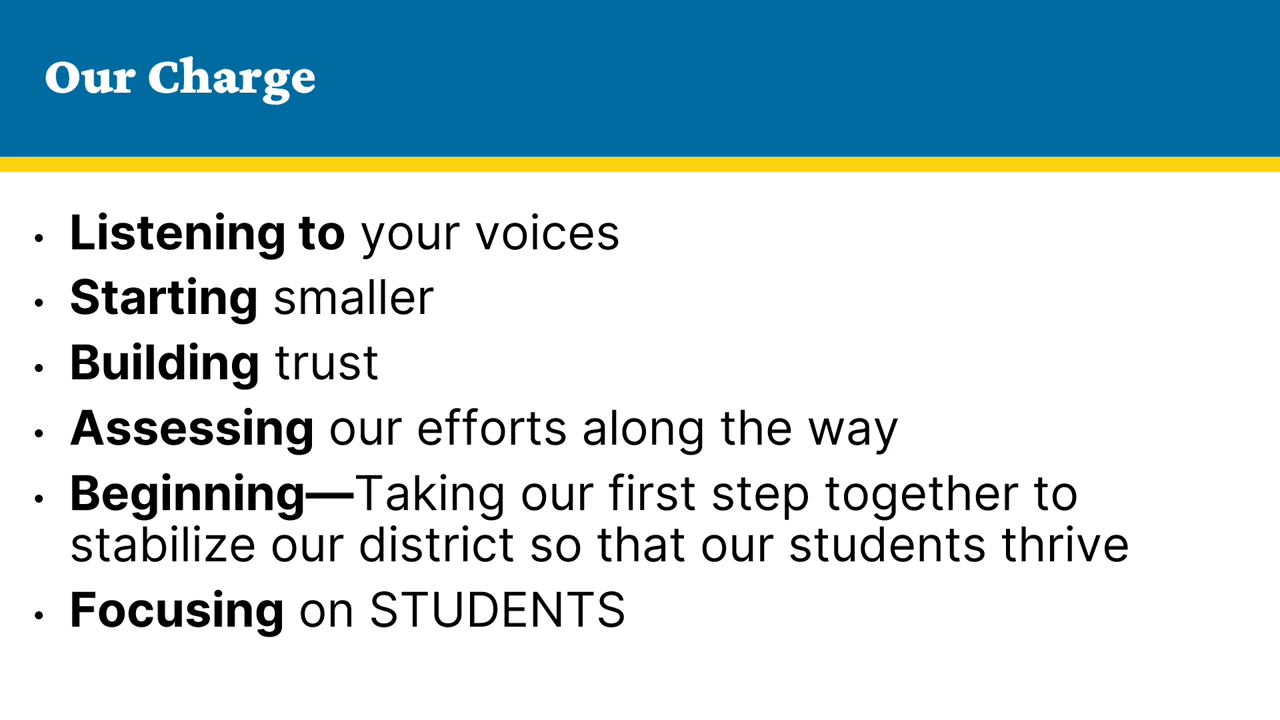 Our Charge
• Listening to your voices
• Starting smaller
• Building trust
• Assessing our efforts along the way
• Beginning—Taking our first step together to
stabilize our district so that our students thrive
• Focusing on STUDENTS